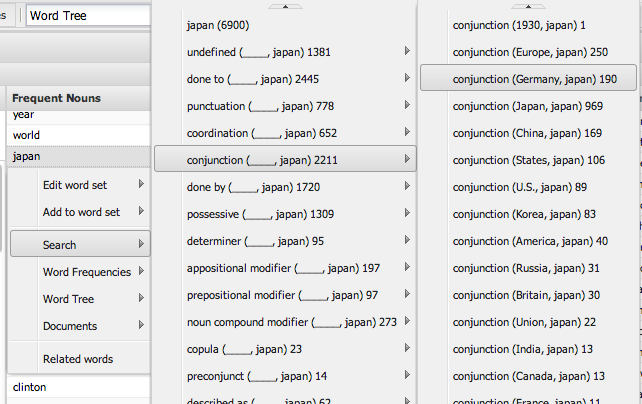 Word Tree
Frequent Nouns
year
world
japan
Edit word set
Add to word set
Search
Word Frequencies
Word Tree
Documents
Related words
clinton
japan (6900)
undefined (____, japan) 1381
done to (____, japan) 2445
punctuation (____, japan) 778
coordination (____, japan) 652
conjunction (____, japan) 2211
done by (____, japan) 1720
possessive (____, japan) 1309
determiner (____, japan) 95
appositional modifier (____, japan) 197
prepositional modifier (____, japan) 97
noun compound modifier (____, japan) 273
copula (____, japan) 23
preconjunct (____, japan) 14
described as (____, japan) 62
conjunction (1930, japan) 1
conjunction (Europe, japan) 250
conjunction (Germany, japan) 190
conjunction (Japan, japan) 969
conjunction (China, japan) 169
conjunction (States, japan) 106
conjunction (U.S., japan) 89
conjunction (Korea, japan) 83
conjunction (America, japan) 40
conjunction (Russia, japan) 31
conjunction (Britain, japan) 30
conjunction (Union, japan) 22
conjunction (India, japan) 13
conjunction (Canada, japan) 13
conjunction (France, japan) 11